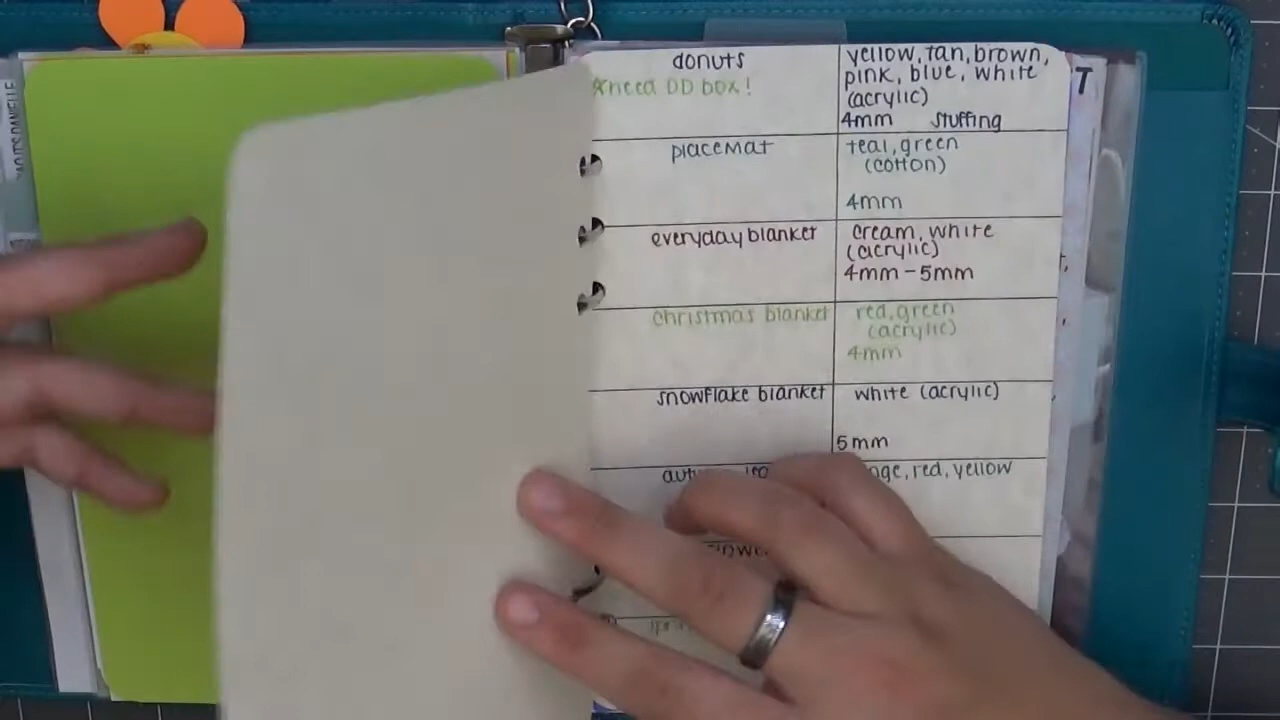 donuts
*need DD box!
yellow, tan, brown,
pink, blue, white
(acrylic)
4mm stuffing
placemat
teal, green
(cotton)
4mm
everyday blanket
cream, white
(acrylic)
4mm - 5mm
christmas blanket
red, green
(acrylic)
4mm
snowflake blanket
white (acrylic)
5mm
red, yellow
T